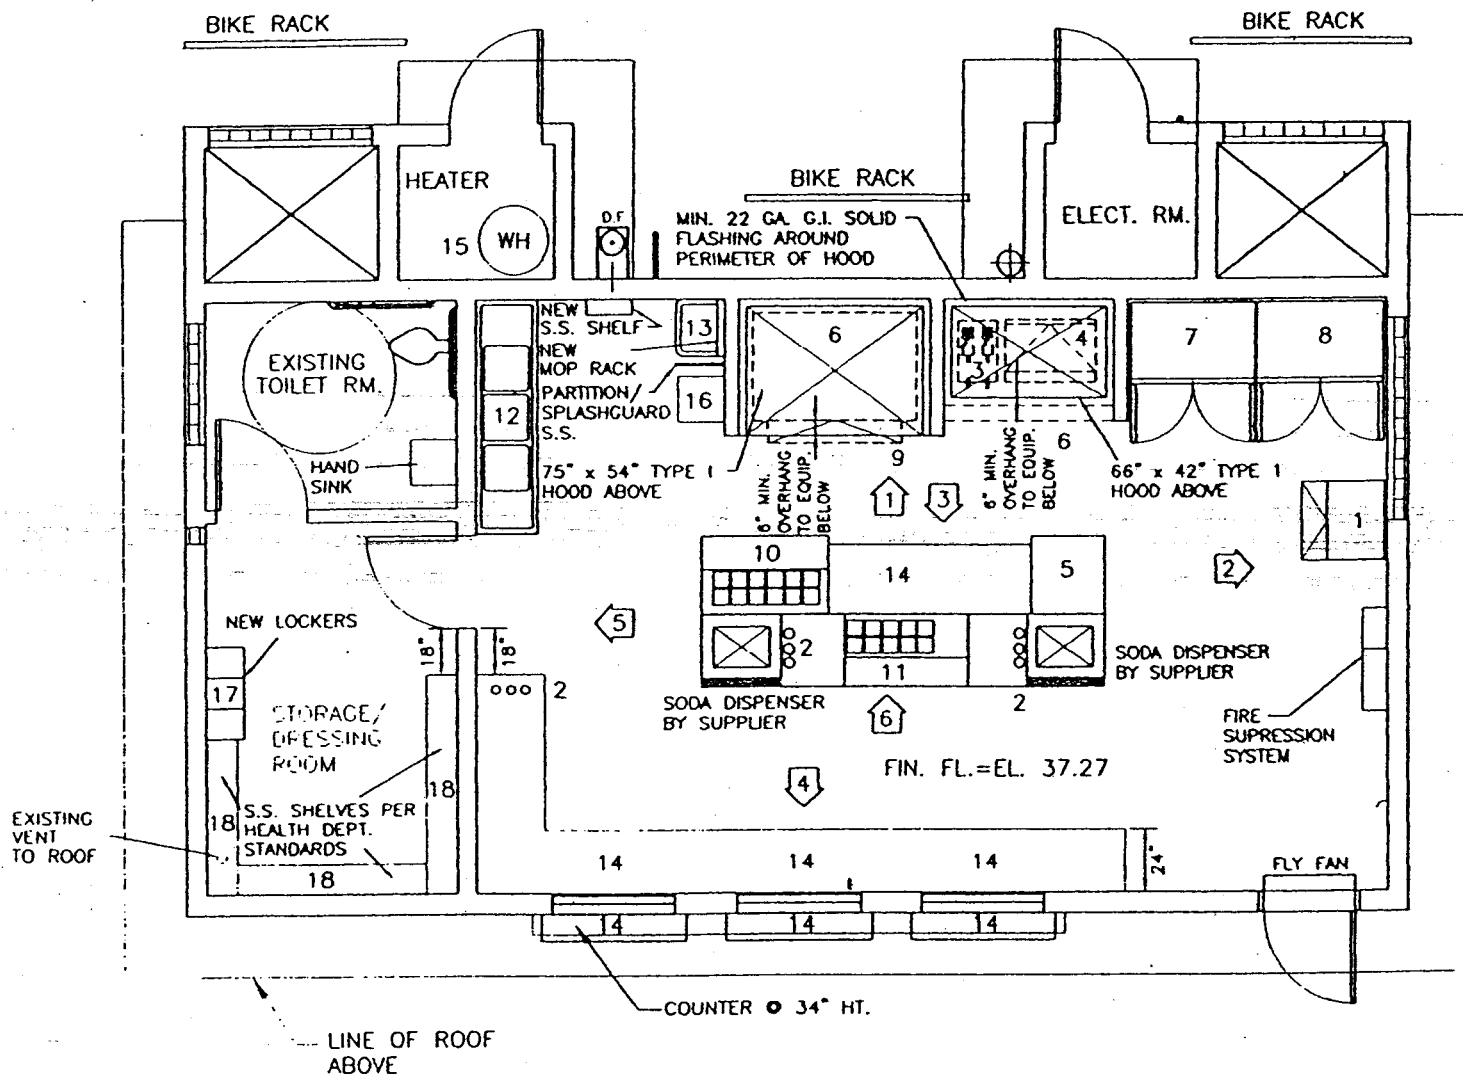 BIKE RACK
BIKE RACK
HEATER
15
WH
D.F
BIKE RACK
MIN. 22 GA. G.I. SOLID
FLASHING AROUND
PERIMETER OF HOOD
ELECT. RM.
EXISTING
TOILET RM.
HAND
SINK
12
NEW
S.S. SHELF
NEW
MOP RACK
PARTITION/
SPLASHGUARD
S.S.
13
16
6
3
4
7
8
75" x 54" TYPE 1
HOOD ABOVE
6" MIN.
OVERHANG
TO EQUIP.
BELOW
9
1
3
6" MIN.
OVERHANG
TO EQUIP.
BELOW
6
66" x 42" TYPE 1
HOOD ABOVE
1
10
14
5
2
5
2
11
2
2
6
SODA DISPENSER
BY SUPPLIER
SODA DISPENSER
BY SUPPLIER
FIRE
SUPRESSION
SYSTEM
NEW LOCKERS
17
18"
18"
STORAGE/
DRESSING
ROOM
18
18
S.S. SHELVES PER
HEALTH DEPT.
STANDARDS
18
EXISTING
VENT
TO ROOF
4
FIN. FL.=EL. 37.27
14
14
14
24"
FLY FAN
14
14
14
COUNTER @ 34" HT.
LINE OF ROOF
ABOVE